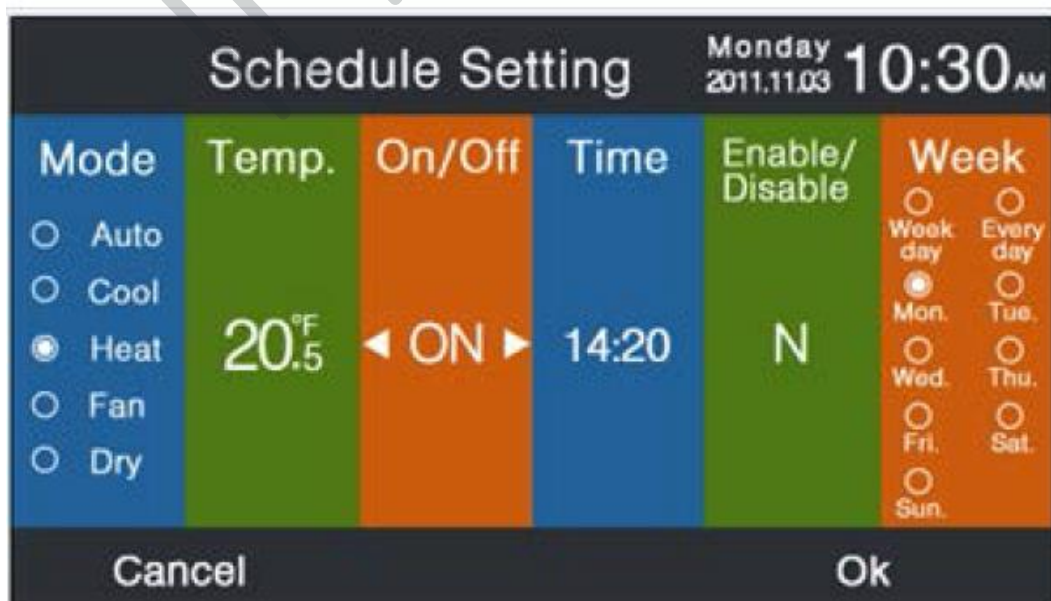 Schedule Setting
Monday
2011.11.03
10:30 AM
Mode
Auto
Cool
Heat
Fan
Dry
Temp.
20.5 °F
On/Off
◀ ON ▶
Time
14:20
Enable/
Disable
N
Week
Week
day
Every
day
Mon.
Tue.
Wed.
Thu.
Fri.
Sat.
Sun.
Cancel
Ok